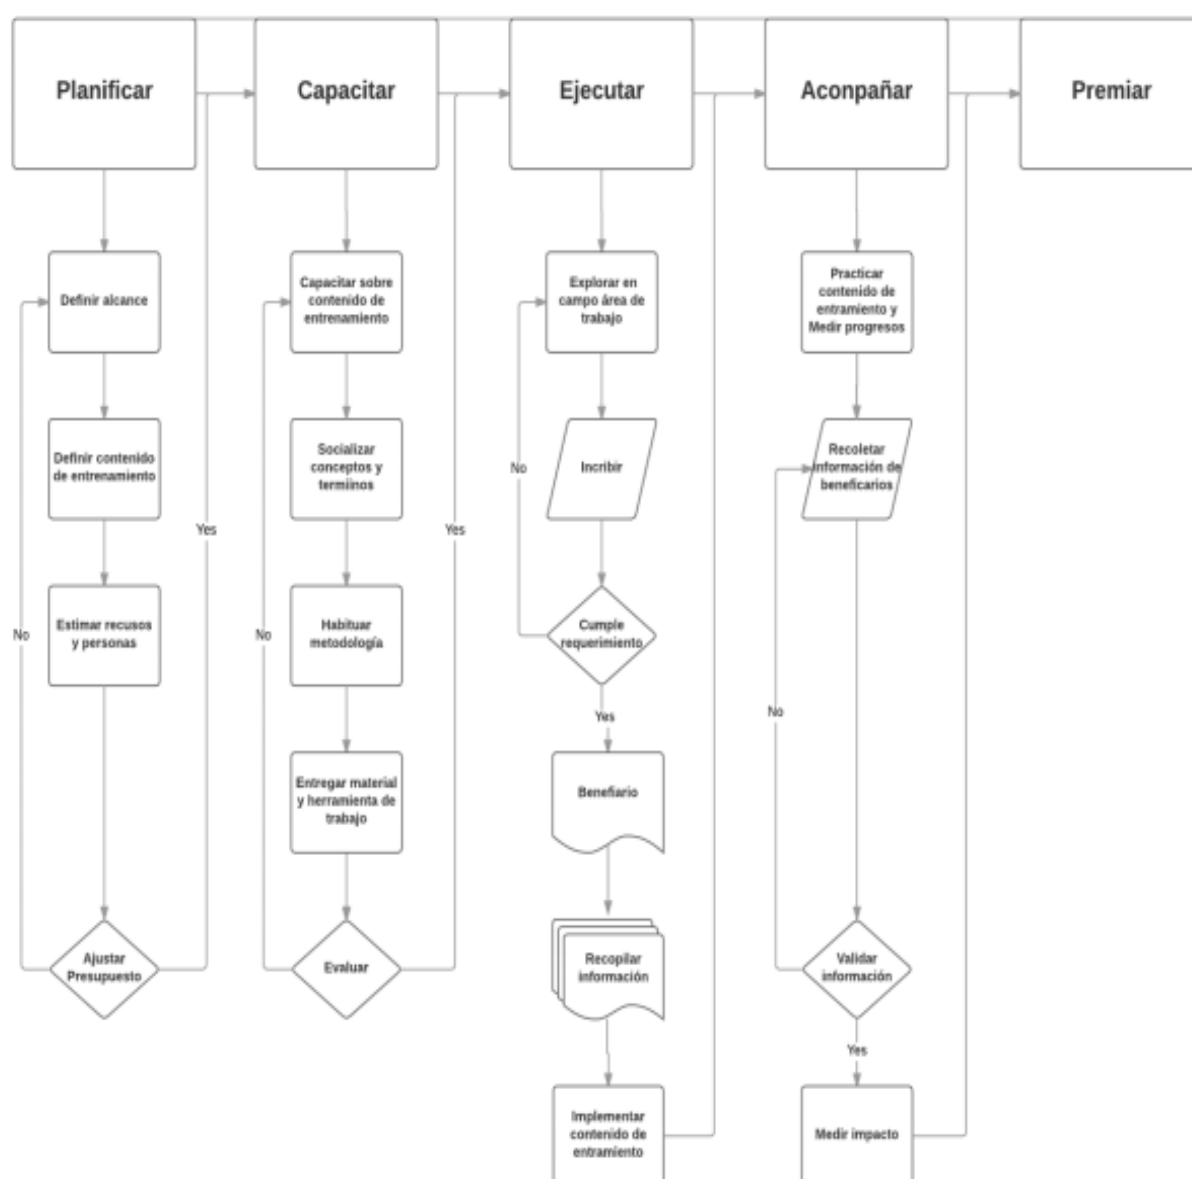 Planificar
Capacitar
Ejecutar
Aconpañar
Premiar
Definir alcance
Definir contenido
de entrenamiento
Estimar recusos
y personas
Ajustar
Presupuesto
No
Yes
Capacitar sobre
contenido de
entrenamiento
Socializar
conceptos y
termiinos
Habituar
metodología
Entregar material
y herramienta de
trabajo
Evaluar
No
Yes
Explorar en
campo área de
trabajo
Incribir
Cumple
requerimiento
No
Yes
Benefiario
Recopilar
información
Implementar
contenido de
entramiento
Practicar
contenido de
entramiento y
Medir progresos
Recoletar
información de
beneficarios
Validar
información
No
Yes
Medir impacto